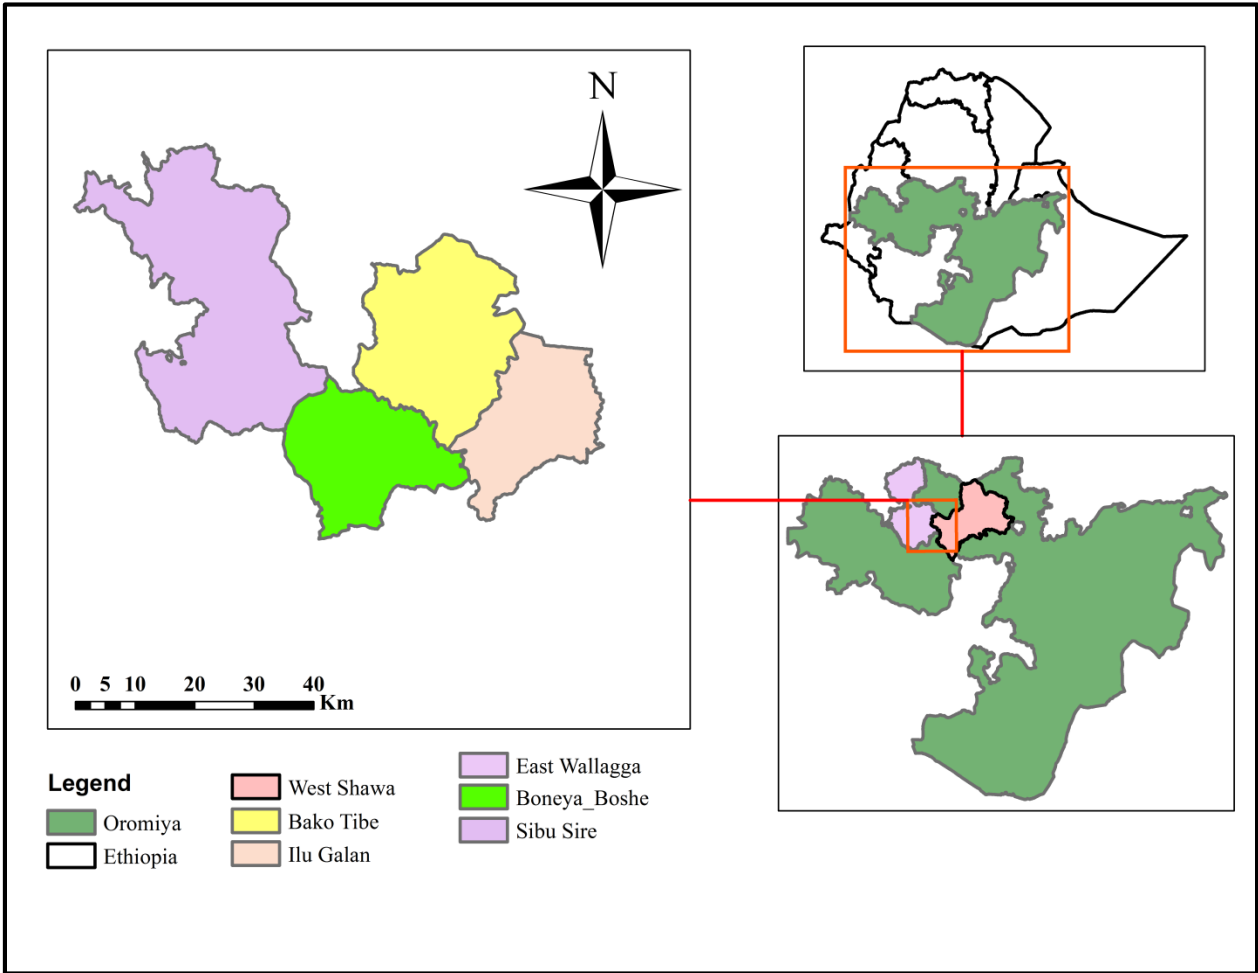 N
0 5 10 20 30 40
Km
Legend
Oromiya
Ethiopia
West Shawa
Bako Tibe
Ilu Galan
East Wallagga
Boneya_Boshe
Sibu Sire